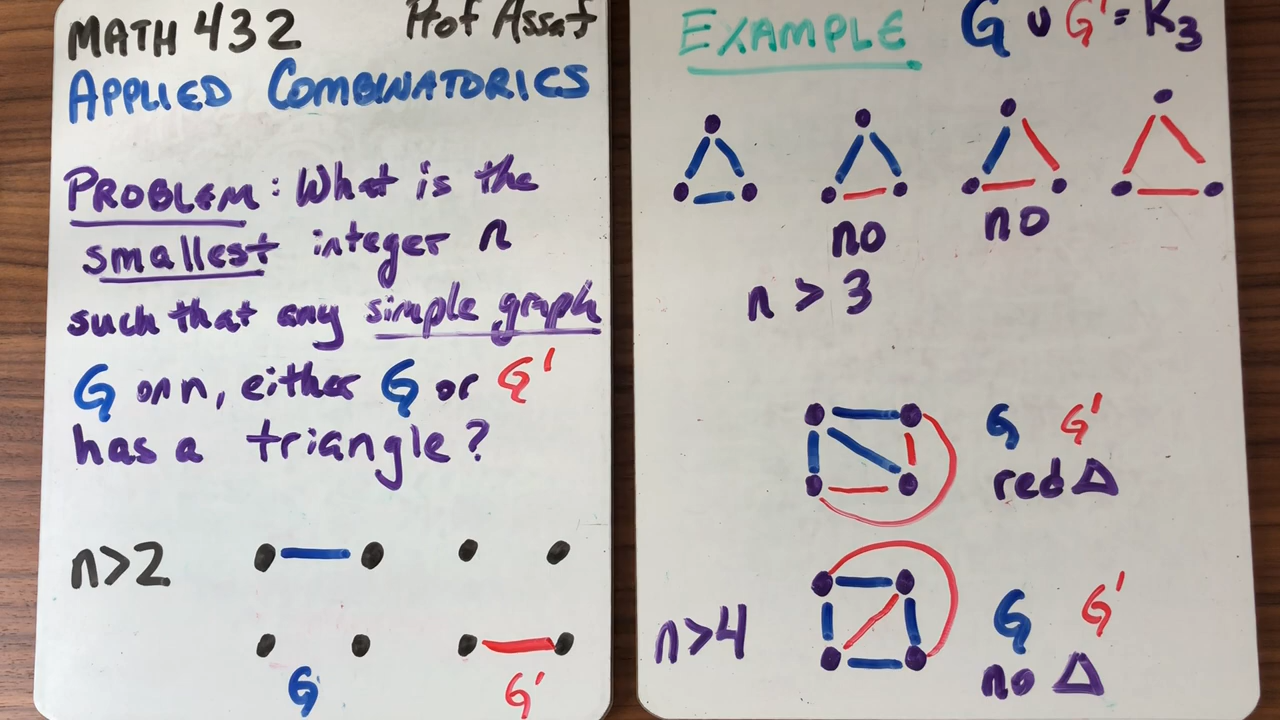 MATH 432 Prof Assaf
APPLIED COMBINATORICS
PROBLEM: What is the
smallest integer n
such that any simple graph
G on n, either G or G'
has a triangle?
n>2
G G'
EXAMPLE G ∪ G' = K3
no no
n > 3
G G'
red Δ
n>4 G G'
no Δ